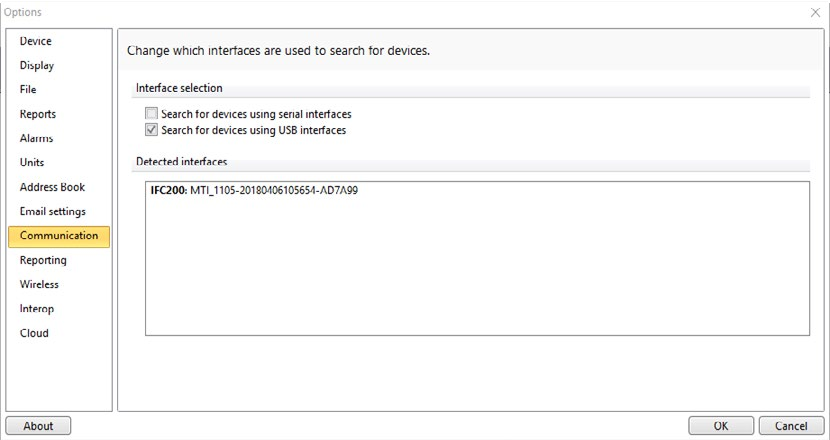 Options
Device
Display
File
Reports
Alarms
Units
Address Book
Email settings
Communication
Reporting
Wireless
Interop
Cloud
Change which interfaces are used to search for devices.
Interface selection
Search for devices using serial interfaces
Search for devices using USB interfaces
Detected interfaces
IFC200: MTI_1105-20180406105654-AD7A99
About
OK
Cancel